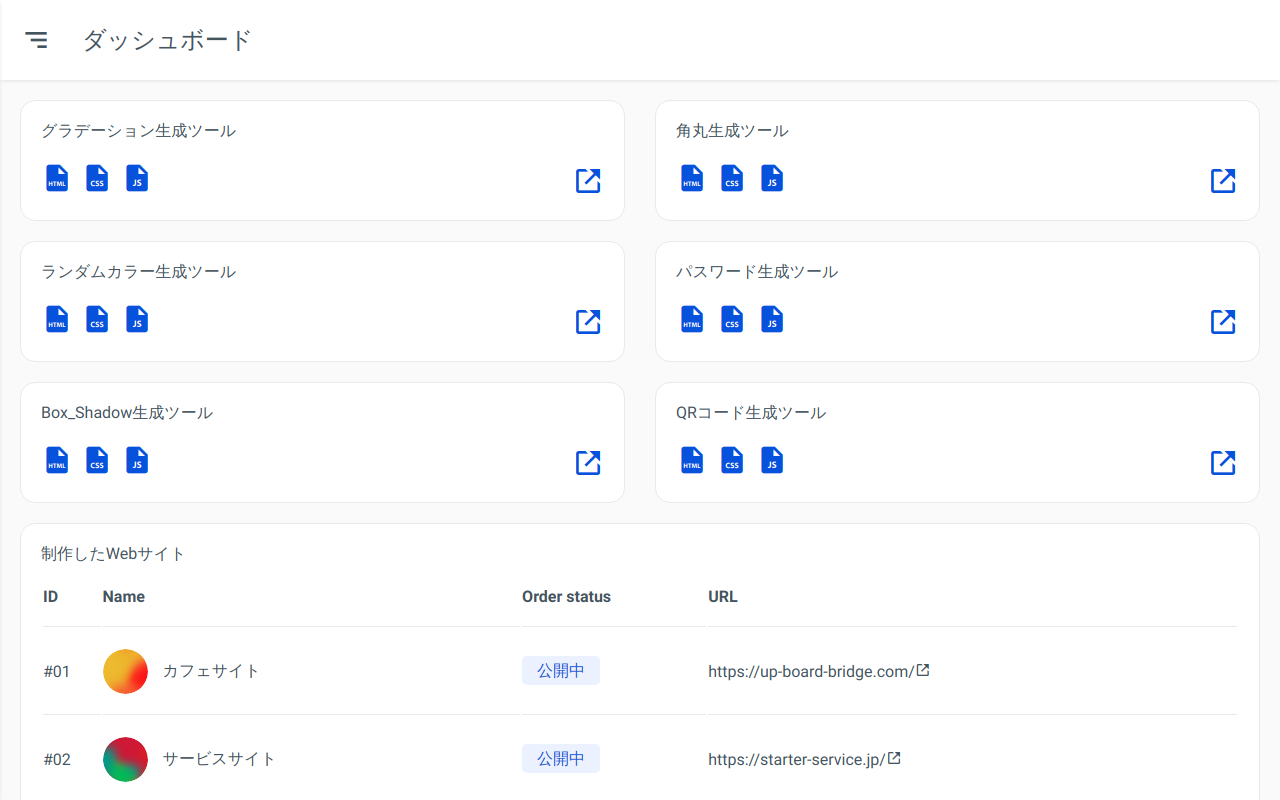 ダッシュボード
グラデーション生成ツール
HTML CSS JS
角丸生成ツール
HTML CSS JS
ランダムカラー生成ツール
HTML CSS JS
パスワード生成ツール
HTML CSS JS
Box_Shadow生成ツール
HTML CSS JS
QRコード生成ツール
HTML CSS JS
制作したWebサイト
ID Name Order status URL
#01 カフェサイト 公開中 https://up-board-bridge.com/
#02 サービスサイト 公開中 https://starter-service.jp/